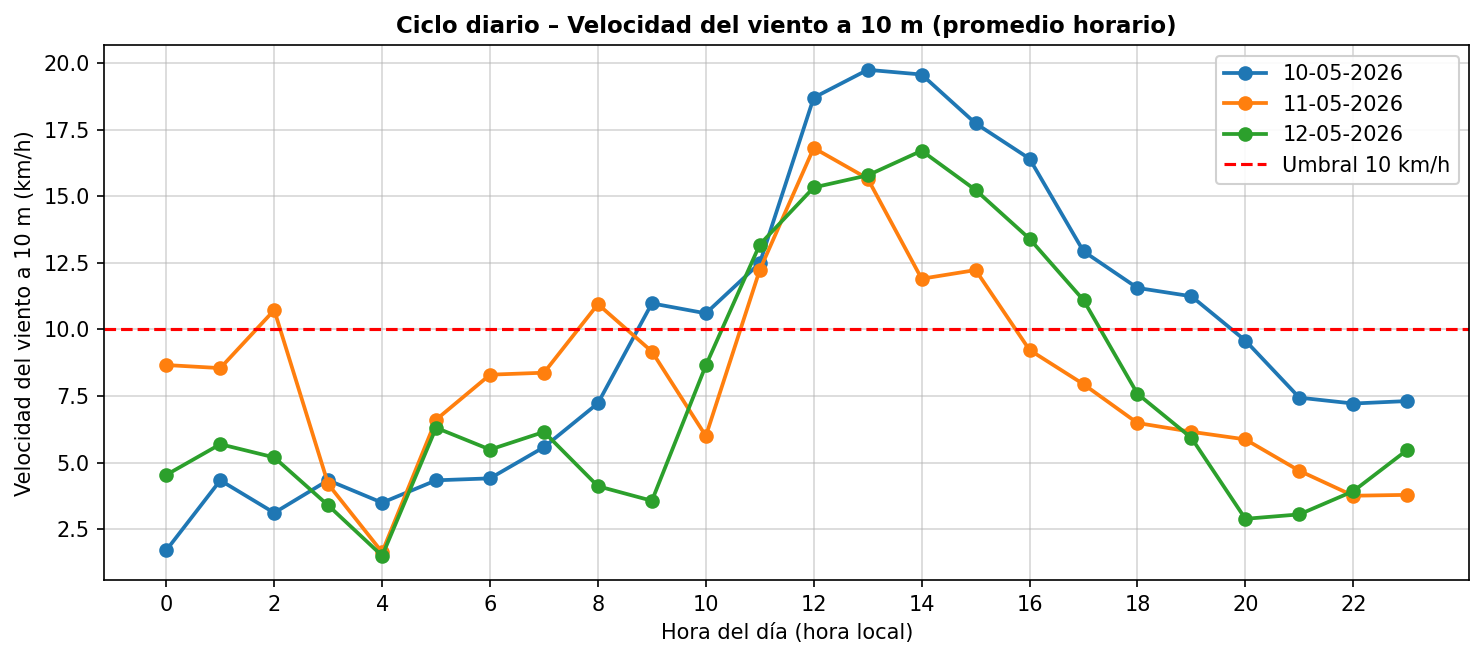 Ciclo diario – Velocidad del viento a 10 m (promedio horario)
Velocidad del viento a 10 m (km/h)
20.0
17.5
15.0
12.5
10.0
7.5
5.0
2.5
10-05-2026
11-05-2026
12-05-2026
Umbral 10 km/h
0 2 4 6 8 10 12 14 16 18 20 22
Hora del día (hora local)